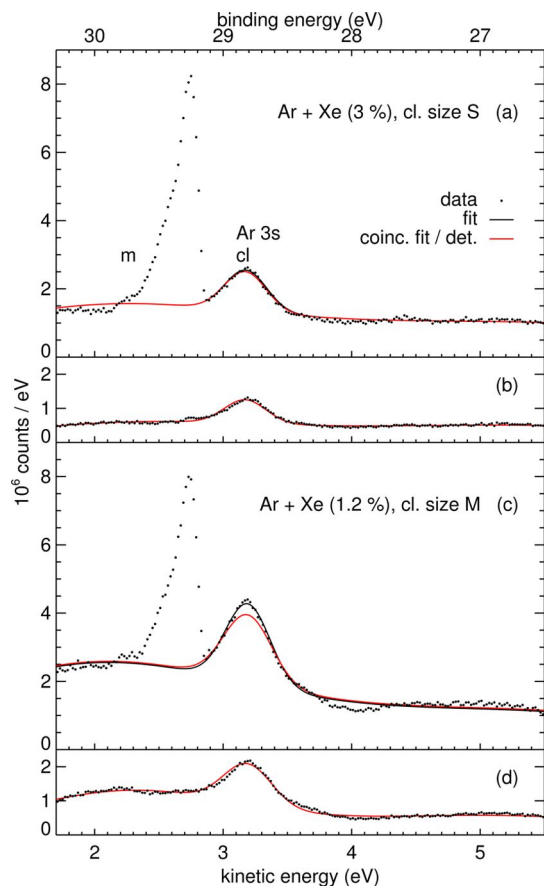 binding energy (eV)
30 29 28 27
Ar + Xe (3 %), cl. size S (a)
data
fit
coinc. fit / det.
Ar 3s
m cl
8
6
4
2
0
(b)
2
1
0
10⁶ counts / eV
Ar + Xe (1.2 %), cl. size M (c)
8
6
4
2
0
(d)
2
1
0
2 3 4 5
kinetic energy (eV)